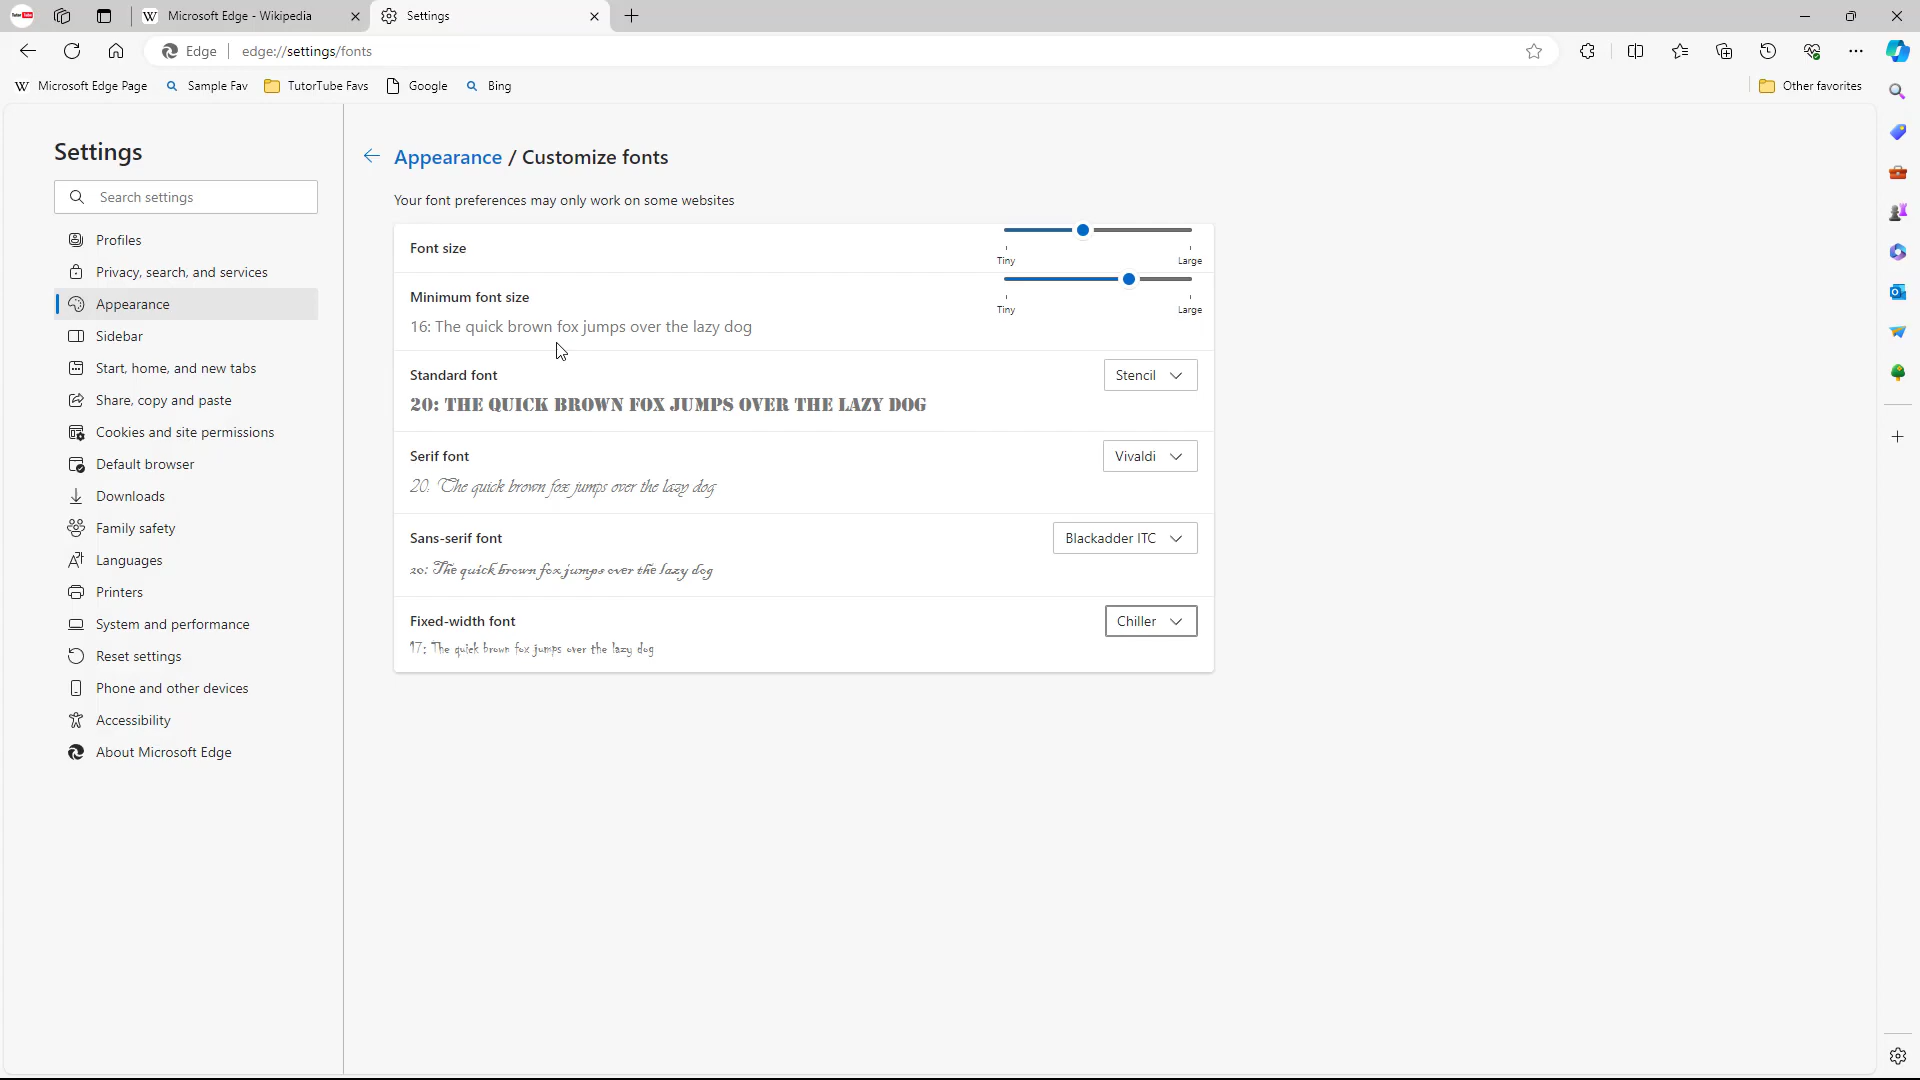 Microsoft Edge - Wikipedia
Settings
Edge
edge://settings/fonts
Microsoft Edge Page
Sample Fav
TutorTube Favs
Google
Bing
Other favorites
Settings
Search settings
Profiles
Privacy, search, and services
Appearance
Sidebar
Start, home, and new tabs
Share, copy and paste
Cookies and site permissions
Default browser
Downloads
Family safety
Languages
Printers
System and performance
Reset settings
Phone and other devices
Accessibility
About Microsoft Edge
Appearance / Customize fonts
Your font preferences may only work on some websites
Font size
Tiny
Large
Minimum font size
Tiny
Large
16: The quick brown fox jumps over the lazy dog
Standard font
Stencil
20: THE QUICK BROWN FOX JUMPS OVER THE LAZY DOG
Serif font
Vivaldi
20: The quick brown fox jumps over the lazy dog
Sans-serif font
Blackadder ITC
20: The quick brown fox jumps over the lazy dog
Fixed-width font
Chiller
17: The quick brown fox jumps over the lazy dog